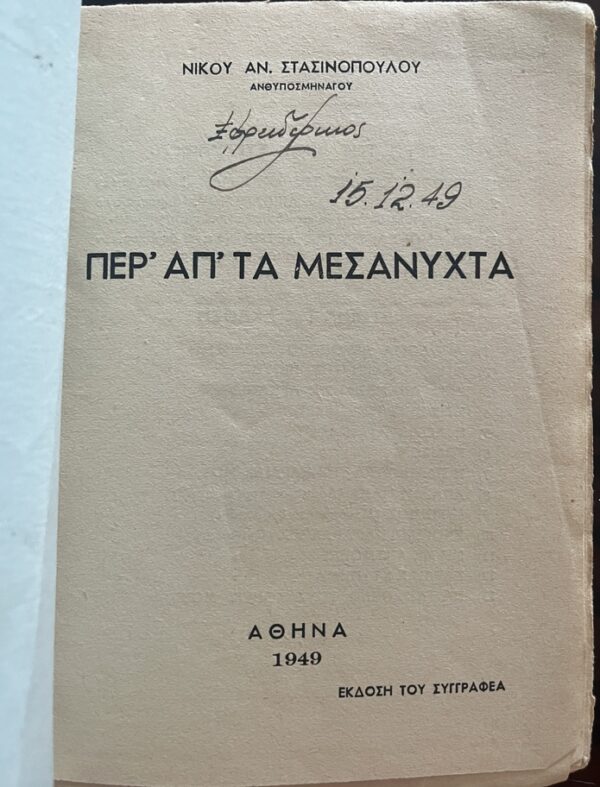 ΝΙΚΟΥ ΑΝ. ΣΤΑΣΙΝΟΠΟΥΛΟΥ
ΑΝΘΥΠΟΣΜΗΝΑΓΟΥ
15.12.49
ΠΕΡ' ΑΠ' ΤΑ ΜΕΣΑΝΥΧΤΑ
ΑΘΗΝΑ
1949
ΕΚΔΟΣΗ ΤΟΥ ΣΥΓΓΡΑΦΕΑ